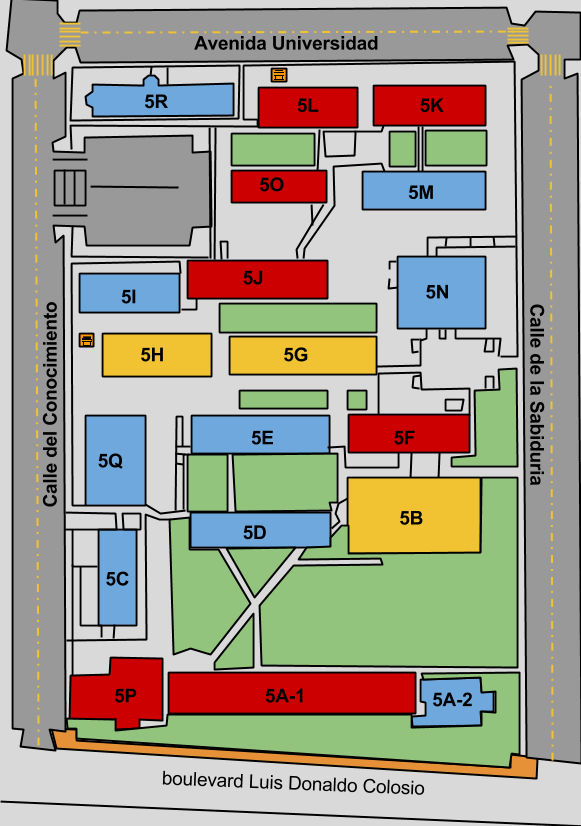 Avenida Universidad
5R
5L
5K
5O
5M
5J
5I
5N
Calle del Conocimiento
Calle de la Sabiduria
5H
5G
5E
5F
5Q
5B
5D
5C
5P
5A-1
5A-2
boulevard Luis Donaldo Colosio